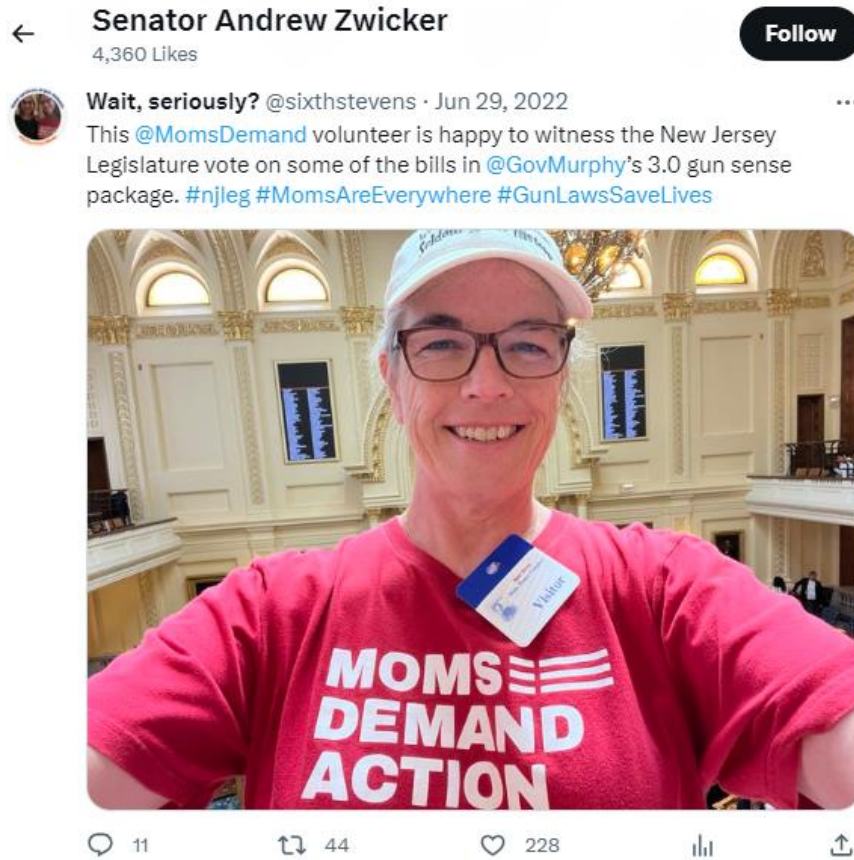 Senator Andrew Zwicker
Follow
4,360 Likes
Wait, seriously? @sixthstevens · Jun 29, 2022
This @MomsDemand volunteer is happy to witness the New Jersey
Legislature vote on some of the bills in @GovMurphy's 3.0 gun sense
package. #njleg #MomsAreEverywhere #GunLawsSaveLives
Visitor
MOMS
DEMAND
ACTION
11 44 228